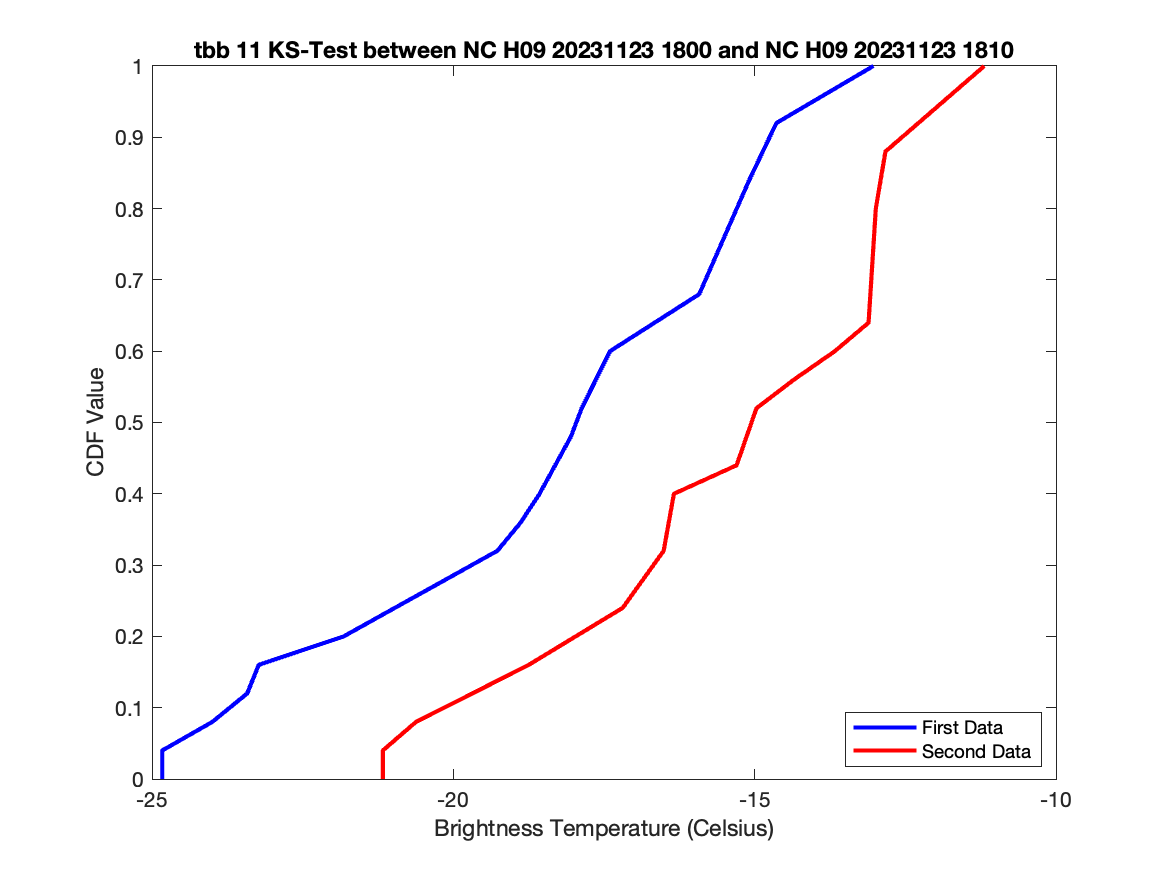 tbb 11 KS-Test between NC H09 20231123 1800 and NC H09 20231123 1810
1
0.9
0.8
0.7
0.6
0.5
0.4
0.3
0.2
0.1
0
CDF Value
First Data
Second Data
-25 -20 -15 -10
Brightness Temperature (Celsius)